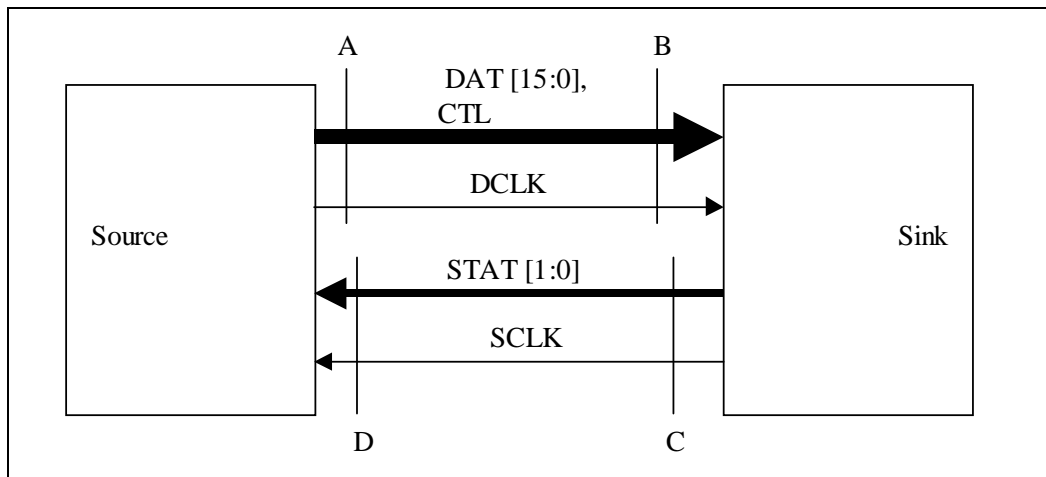 A
B
DAT [15:0],
CTL
DCLK
Source
Sink
STAT [1:0]
SCLK
D
C